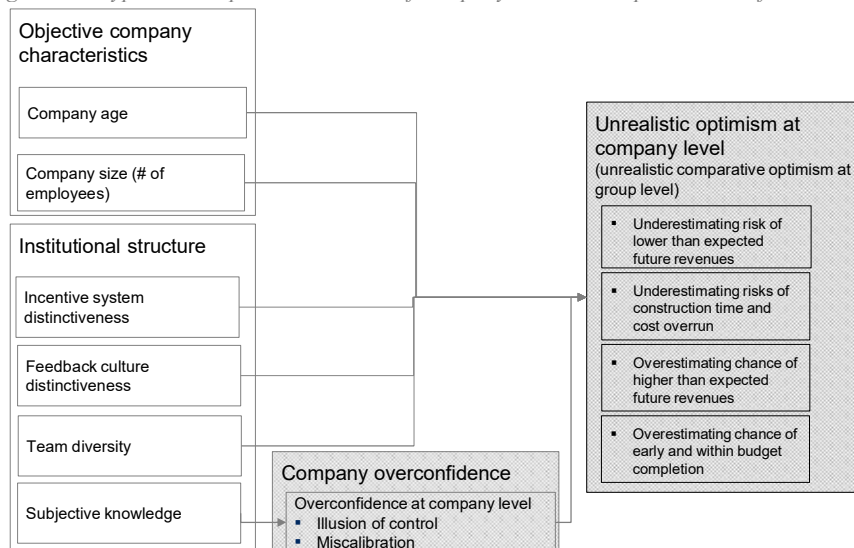 Objective company
characteristics
Company age
Company size (# of
employees)
Institutional structure
Incentive system
distinctiveness
Feedback culture
distinctiveness
Team diversity
Subjective knowledge
Company overconfidence
Overconfidence at company level
▪ Illusion of control
▪ Miscalibration
Unrealistic optimism at
company level
(unrealistic comparative optimism at
group level)
▪ Underestimating risk of
lower than expected
future revenues
▪ Underestimating risks of
construction time and
cost overrun
▪ Overestimating chance of
higher than expected
future revenues
▪ Overestimating chance of
early and within budget
completion